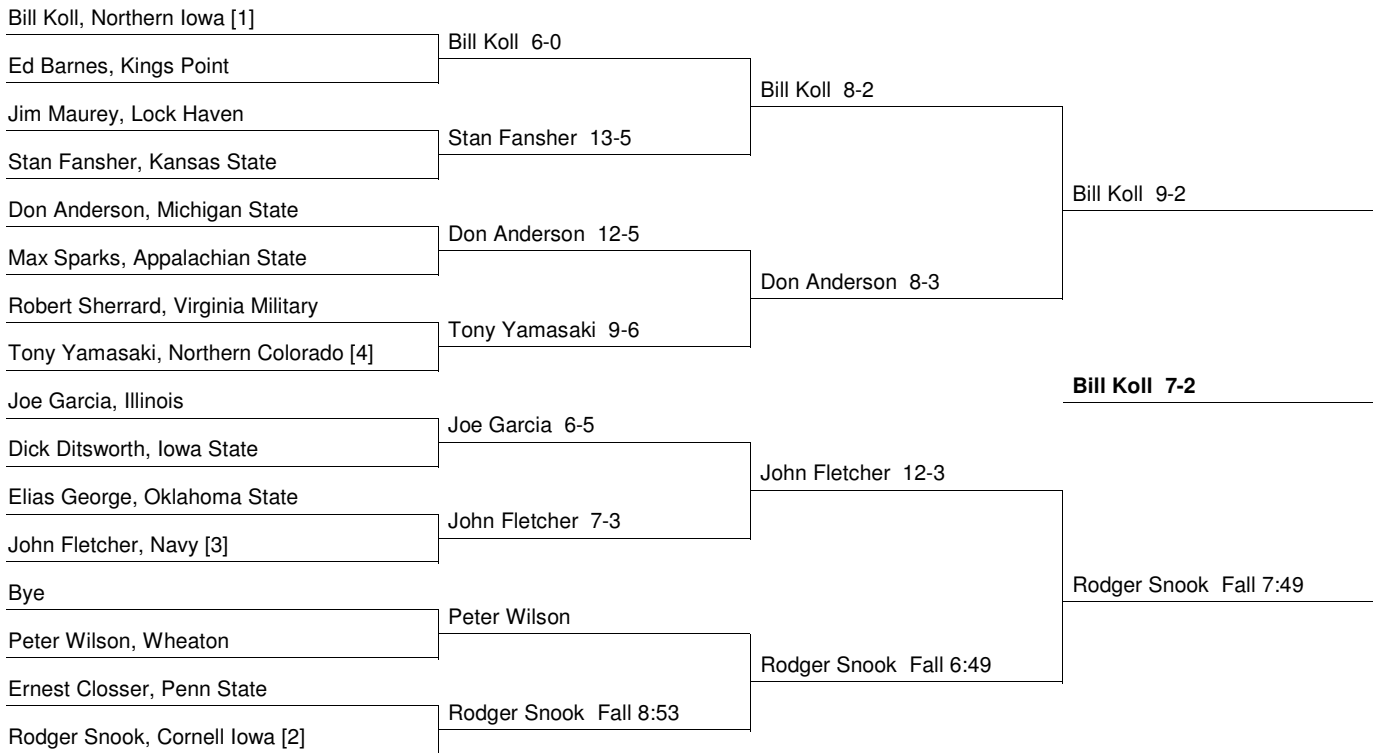 Bill Koll, Northern Iowa [1]
Ed Barnes, Kings Point
Jim Maurey, Lock Haven
Stan Fansher, Kansas State
Don Anderson, Michigan State
Max Sparks, Appalachian State
Robert Sherrard, Virginia Military
Tony Yamasaki, Northern Colorado [4]
Joe Garcia, Illinois
Dick Ditsworth, Iowa State
Elias George, Oklahoma State
John Fletcher, Navy [3]
Bye
Peter Wilson, Wheaton
Ernest Closser, Penn State
Rodger Snook, Cornell Iowa [2]
Bill Koll 6-0
Stan Fansher 13-5
Don Anderson 12-5
Tony Yamasaki 9-6
Joe Garcia 6-5
John Fletcher 7-3
Peter Wilson
Rodger Snook Fall 8:53
Bill Koll 8-2
Don Anderson 8-3
John Fletcher 12-3
Rodger Snook Fall 6:49
Bill Koll 9-2
Bill Koll 7-2
Rodger Snook Fall 7:49